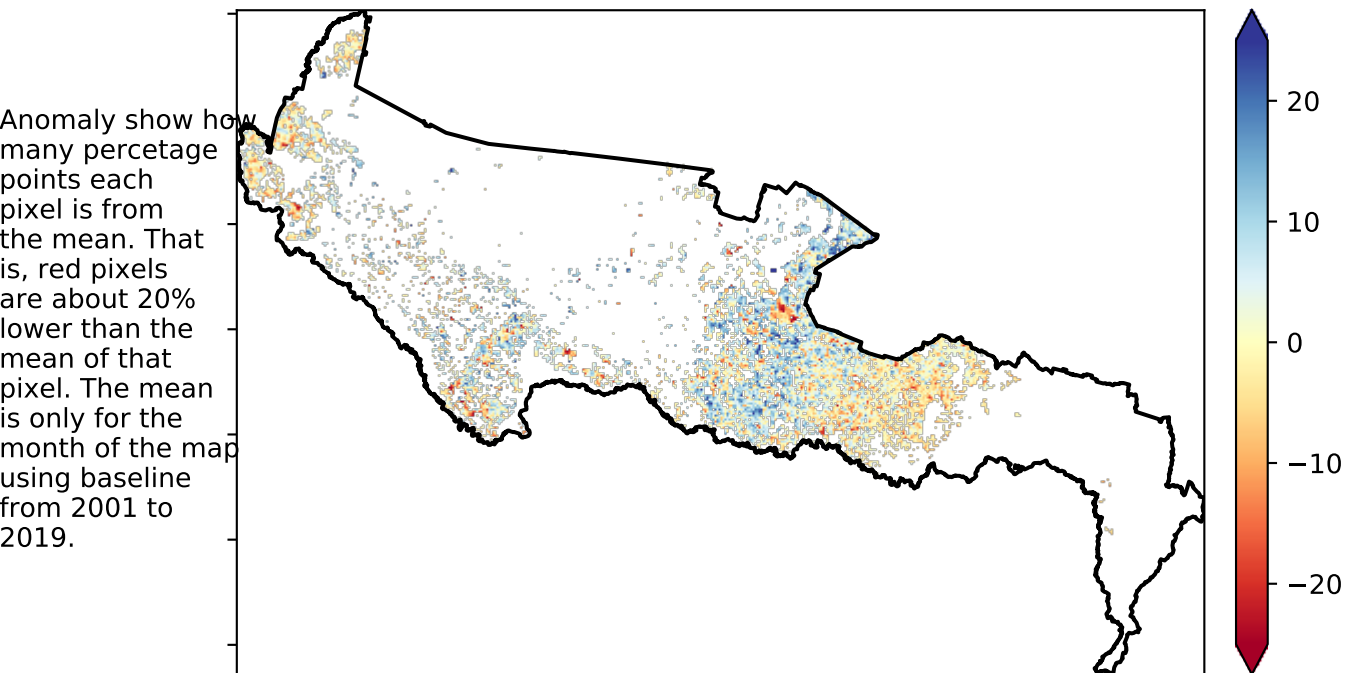 Anomaly show how
many percetage
points each
pixel is from
the mean. That
is, red pixels
are about 20%
lower than the
mean of that
pixel. The mean
is only for the
month of the map
using baseline
from 2001 to
2019.
20
10
0
−10
−20